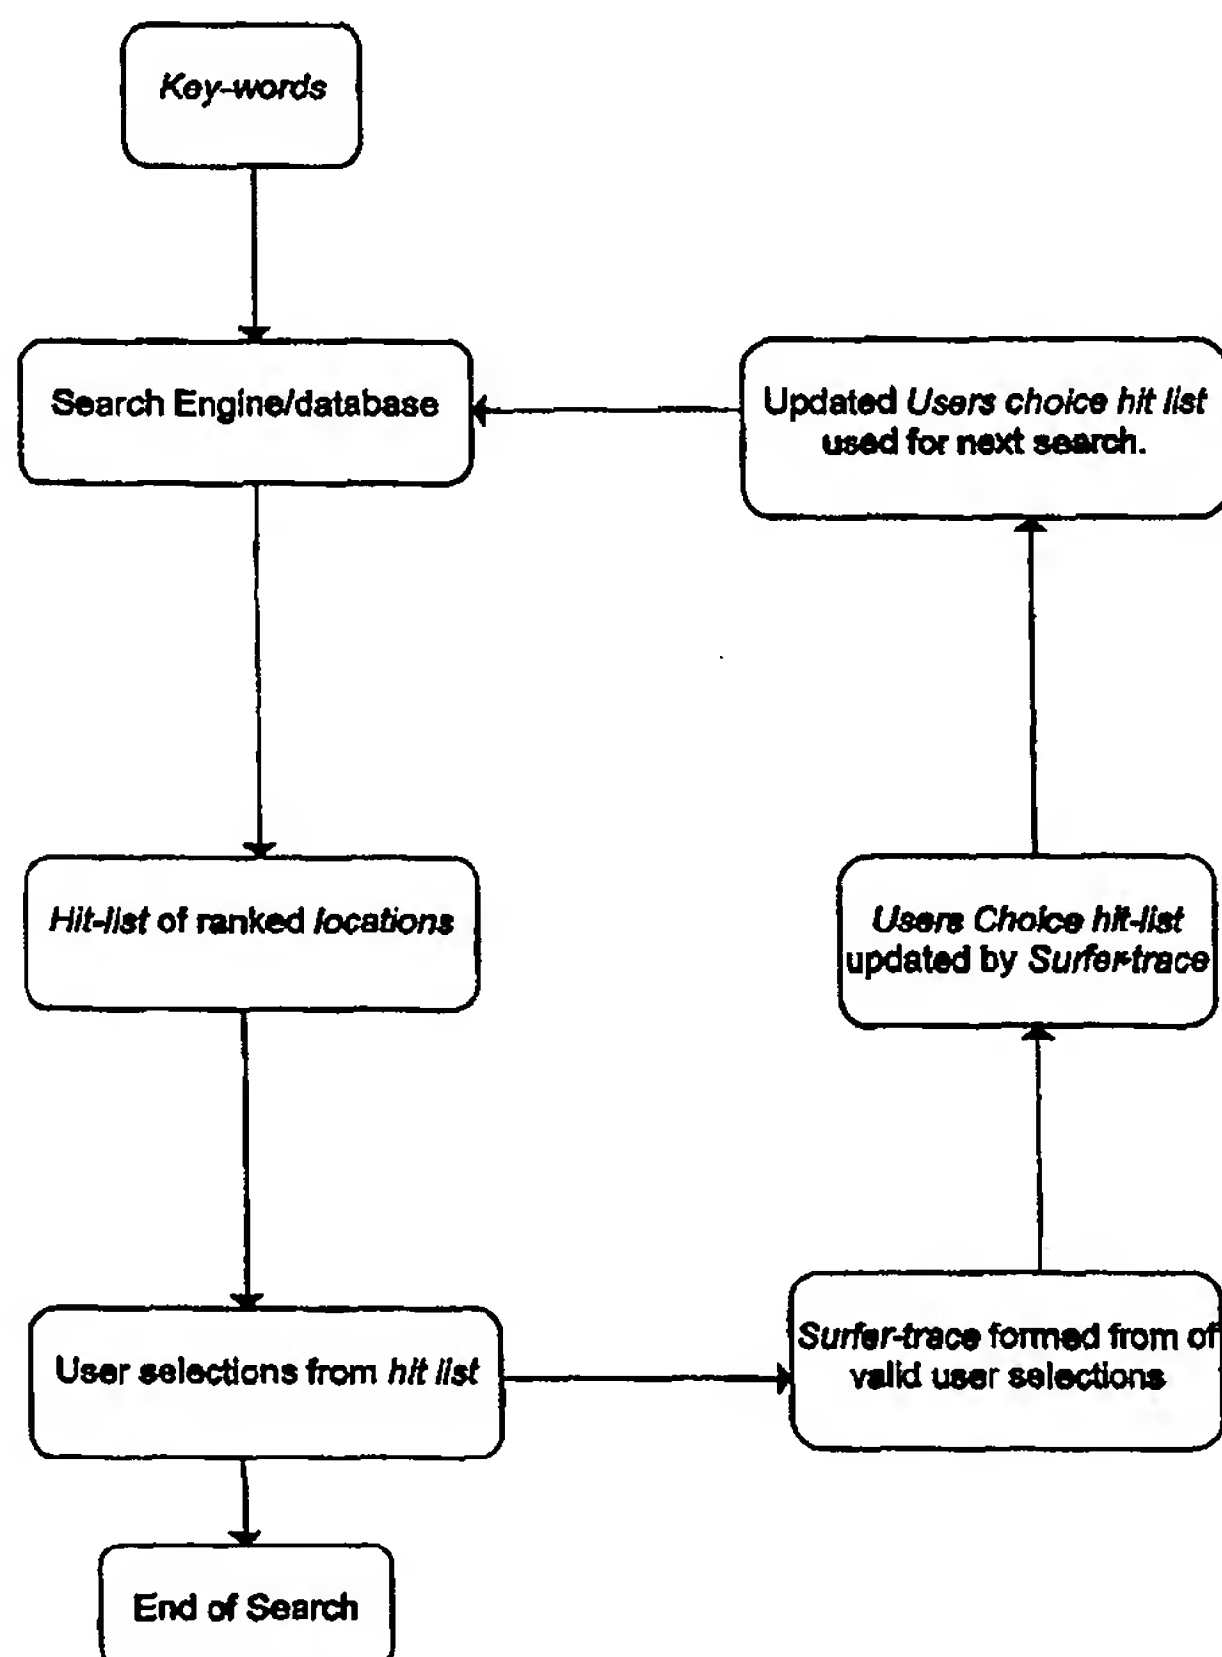 Key-words
Search Engine/database
Updated Users choice hit list
used for next search.
Hit-list of ranked locations
Users Choice hit-list
updated by Surfer-trace
User selections from hit list
Surfer-trace formed from of
valid user selections
End of Search